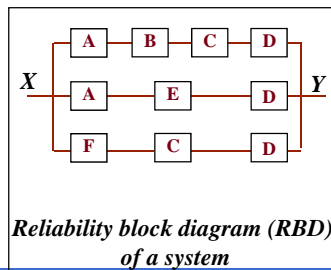 A B C D
X Y
A E D
F C D
Reliability block diagram (RBD)
of a system